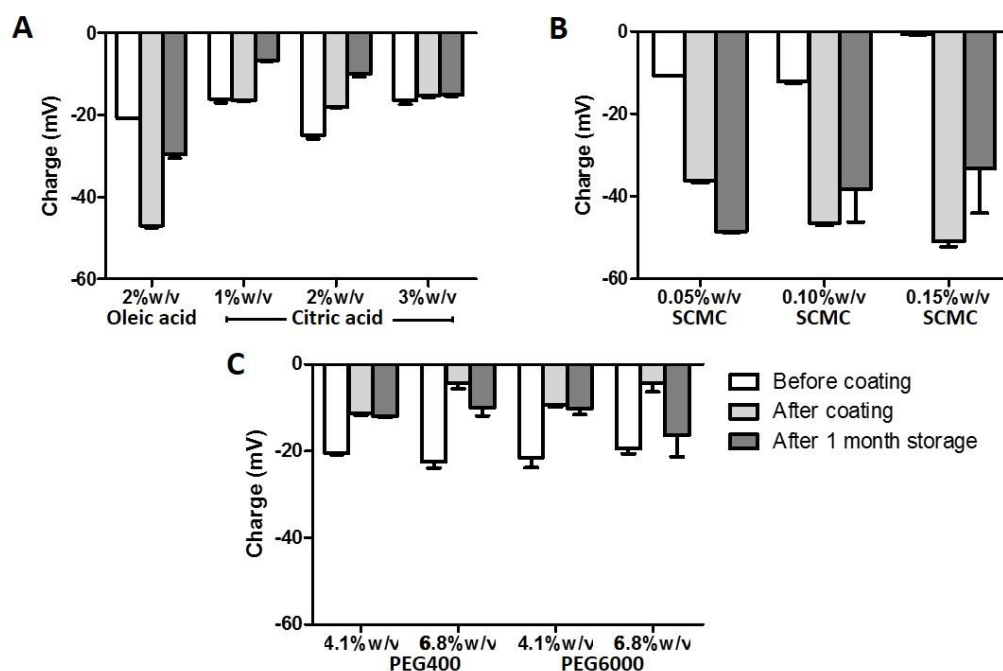 A
Charge (mV)
0
-20
-40
-60
2%w/v 1%w/v 2%w/v 3%w/v
Oleic acid Citric acid
B
Charge (mV)
0
-20
-40
-60
0.05%w/v 0.10%w/v 0.15%w/v
SCMC SCMC SCMC
C
Charge (mV)
0
-20
-40
-60
4.1%w/v 6.8%w/v 4.1%w/v 6.8%w/v
PEG400 PEG6000
Before coating
After coating
After 1 month storage